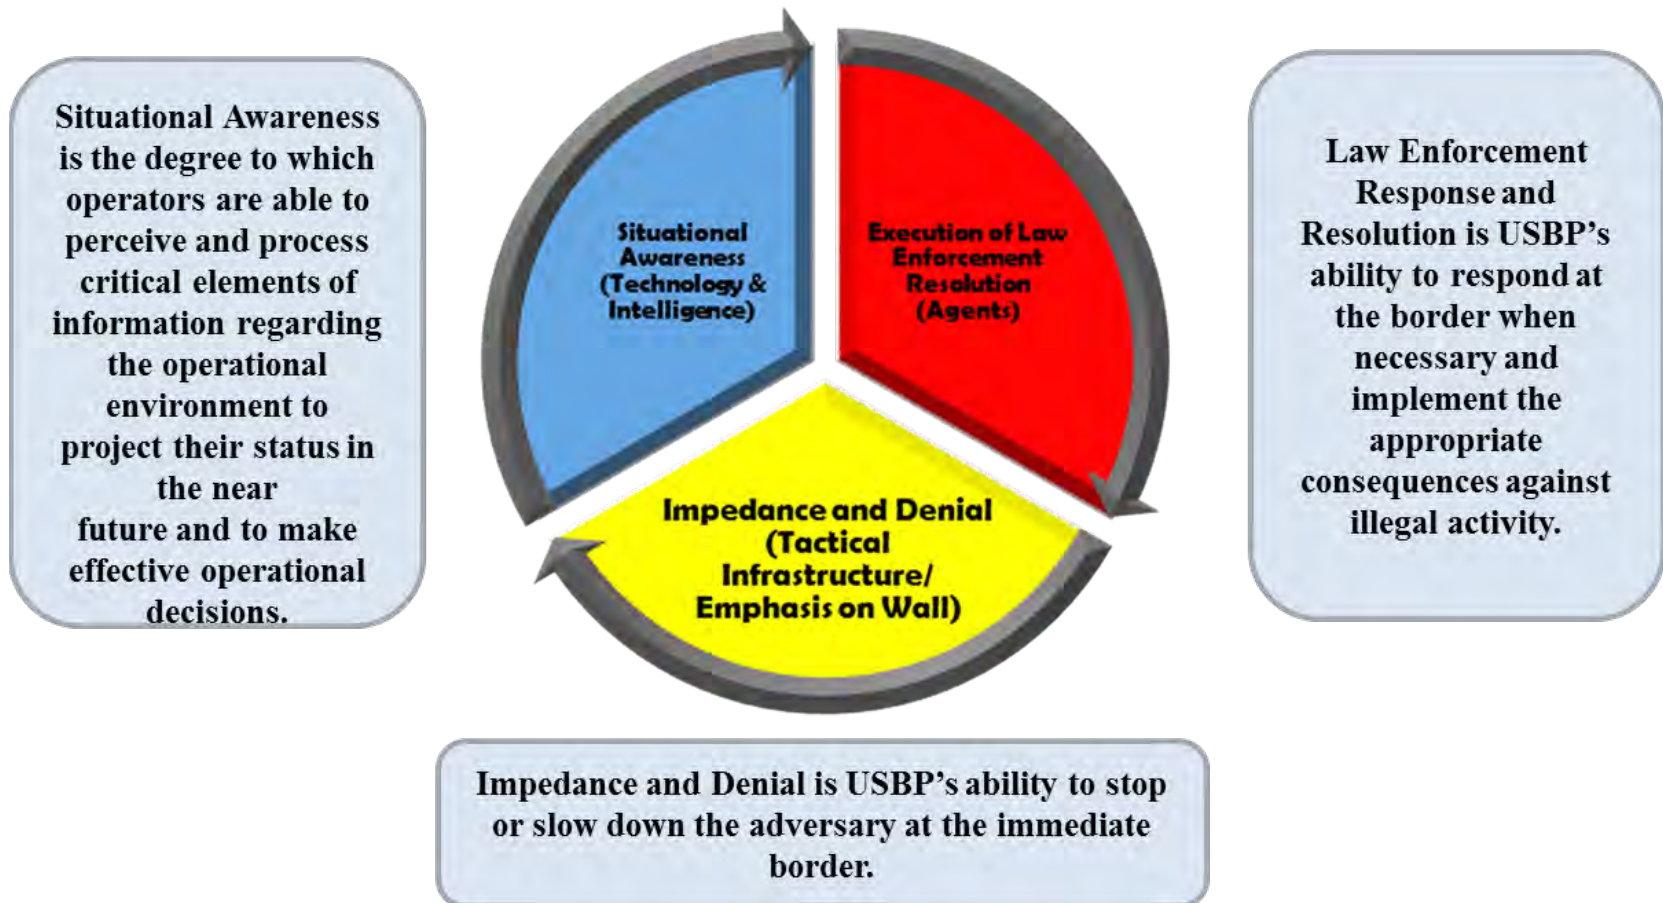 Situational Awareness
is the degree to which
operators are able to
perceive and process
critical elements of
information regarding
the operational
environment to
project their status in
the near
future and to make
effective operational
decisions.
Situational
Awareness
(Technology &
Intelligence)
Execution of Law
Enforcement
Resolution
(Agents)
Impedance and Denial
(Tactical
Infrastructure/
Emphasis on Wall)
Law Enforcement
Response and
Resolution is USBP’s
ability to respond at
the border when
necessary and
implement the
appropriate
consequences against
illegal activity.
Impedance and Denial is USBP’s ability to stop
or slow down the adversary at the immediate
border.